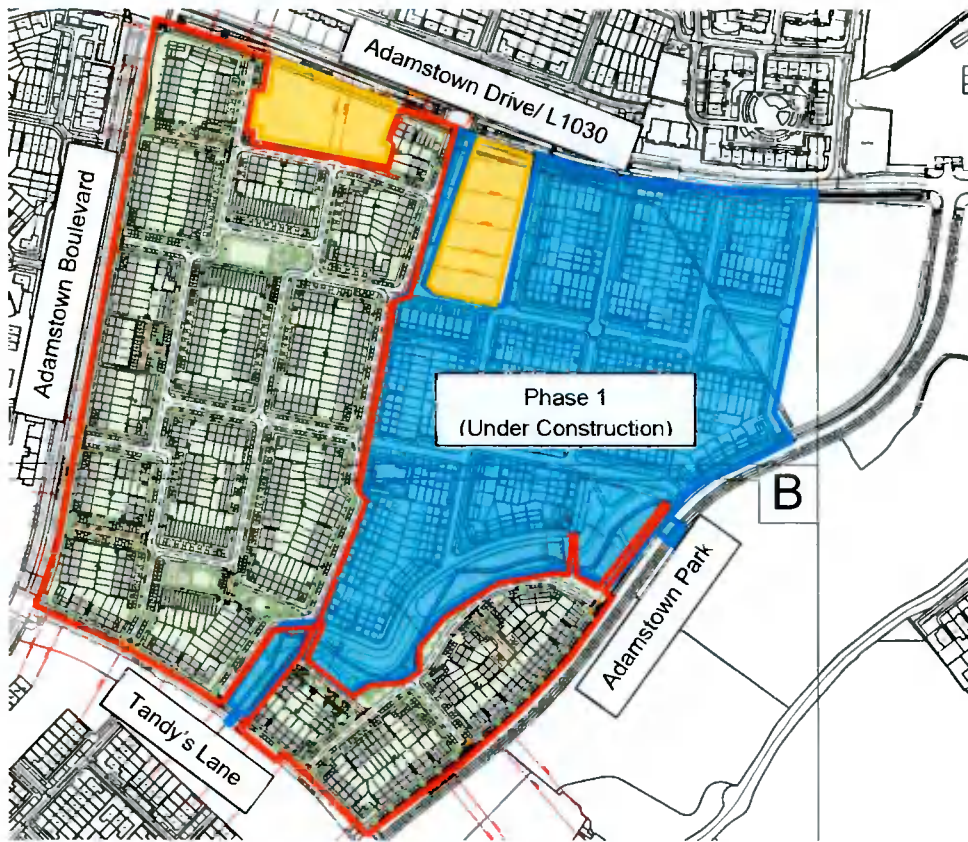 Adamstown Drive/ L1030
Adamstown Boulevard
Phase 1
(Under Construction)
B
Adamstown Park
Tandy's Lane